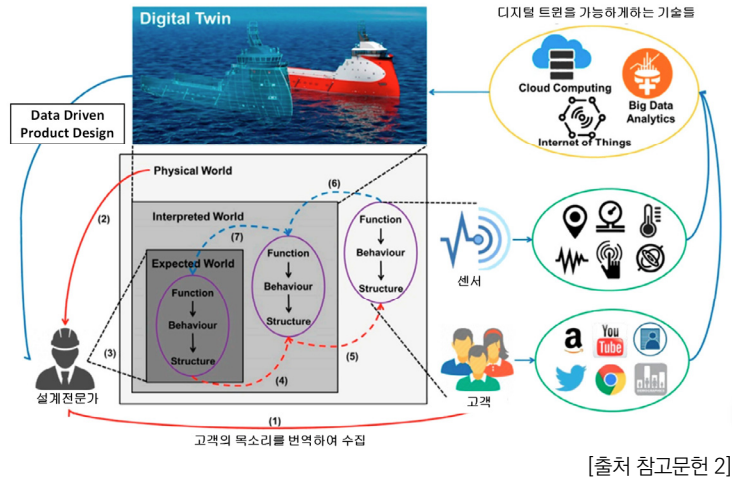 Digital Twin
디지털 트윈을 가능하게하는 기술들
Cloud Computing
Big Data
Analytics
Internet of Things
Data Driven
Product Design
Physical World
(2)
(6)
Interpreted World
(7)
Function
Behaviour
Structure
Expected World
Function
Behaviour
Structure
Function
Behaviour
Structure
(3)
(4)
(5)
센서
a
You
Tube
설계전문가
고객
(1)
고객의 목소리를 번역하여 수집
[출처 참고문헌 2]